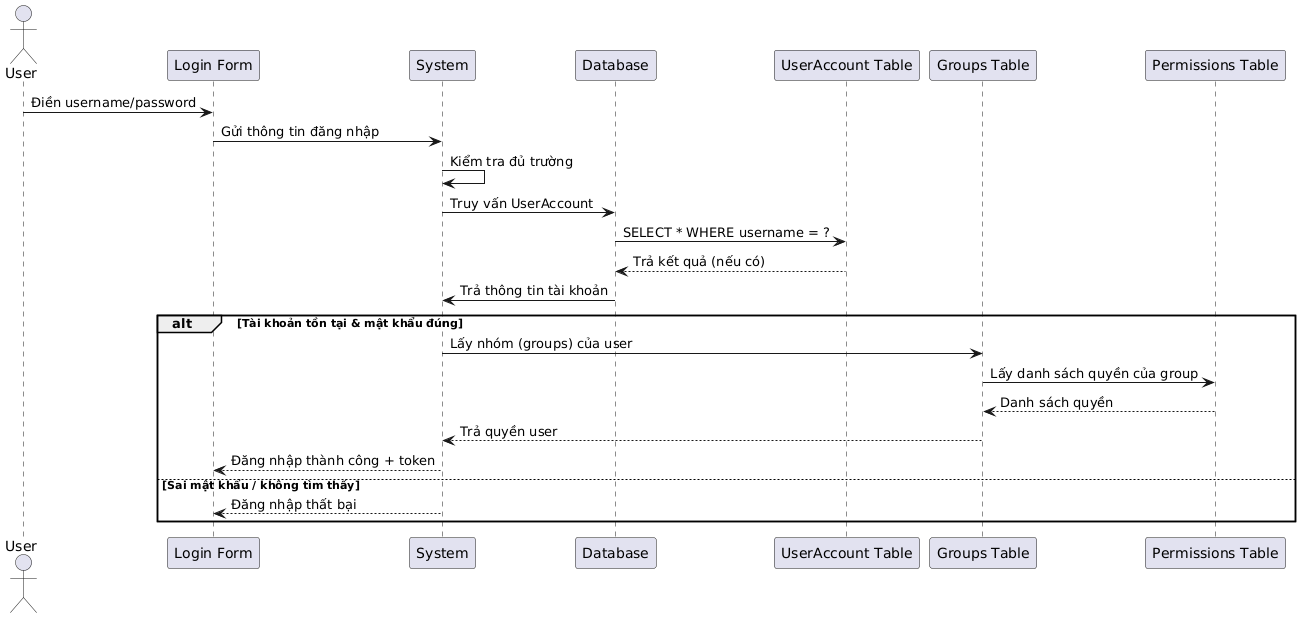 User
Login Form
System
Database
UserAccount Table
Groups Table
Permissions Table
Điền username/password
Gửi thông tin đăng nhập
Kiểm tra đủ trường
Truy vấn UserAccount
SELECT * WHERE username = ?
Trả kết quả (nếu có)
Trả thông tin tài khoản
alt
[Tài khoản tồn tại & mật khẩu đúng]
Lấy nhóm (groups) của user
Lấy danh sách quyền của group
Danh sách quyền
Trả quyền user
Đăng nhập thành công + token
[Sai mật khẩu / không tìm thấy]
Đăng nhập thất bại
User
Login Form
System
Database
UserAccount Table
Groups Table
Permissions Table